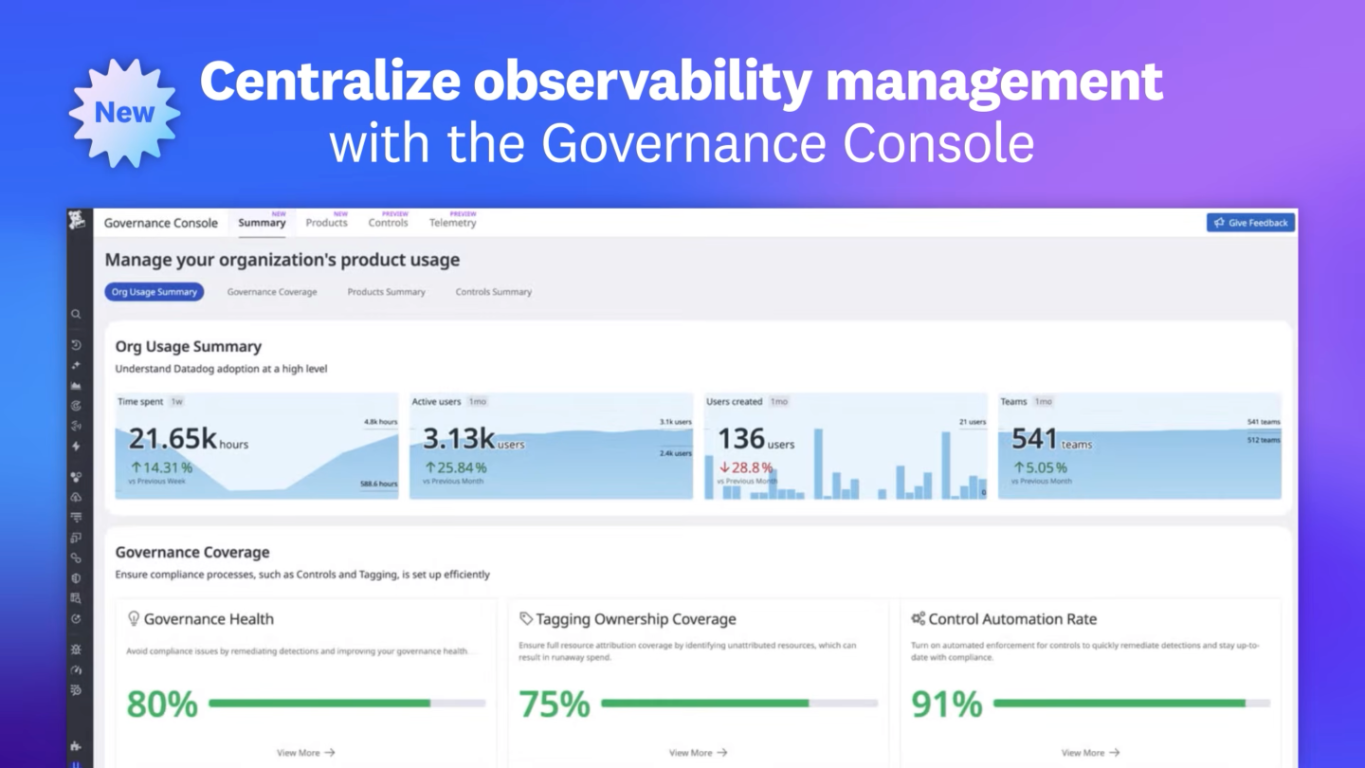 New
Centralize observability management
with the Governance Console
Governance Console
NEW
Summary
NEW
Products
PREVIEW
Controls
PREVIEW
Telemetry
Give Feedback
Manage your organization's product usage
Org Usage Summary
Governance Coverage
Products Summary
Controls Summary
Org Usage Summary
Understand Datadog adoption at a high level
Time spent 1w
4.8k hours
21.65k hours
↑14.31%
vs Previous Week
588.6 hours
Active users 1mo
3.1k users
3.13k users
2.4k users
↑25.84%
vs Previous Month
Users created 1mo
21 users
136 users
↓28.8%
vs Previous Month
0
Teams 1mo
541 teams
541 teams
512 teams
↑5.05%
vs Previous Month
Governance Coverage
Ensure compliance processes, such as Controls and Tagging, is set up efficiently
Governance Health
Avoid compliance issues by remediating detections and improving your governance health.
80%
View More →
Tagging Ownership Coverage
Ensure full resource attribution coverage by identifying unattributed resources, which can
result in runaway spend.
75%
View More →
Control Automation Rate
Turn on automated enforcement for controls to quickly remediate detections and stay up-to-
date with compliance.
91%
View More →